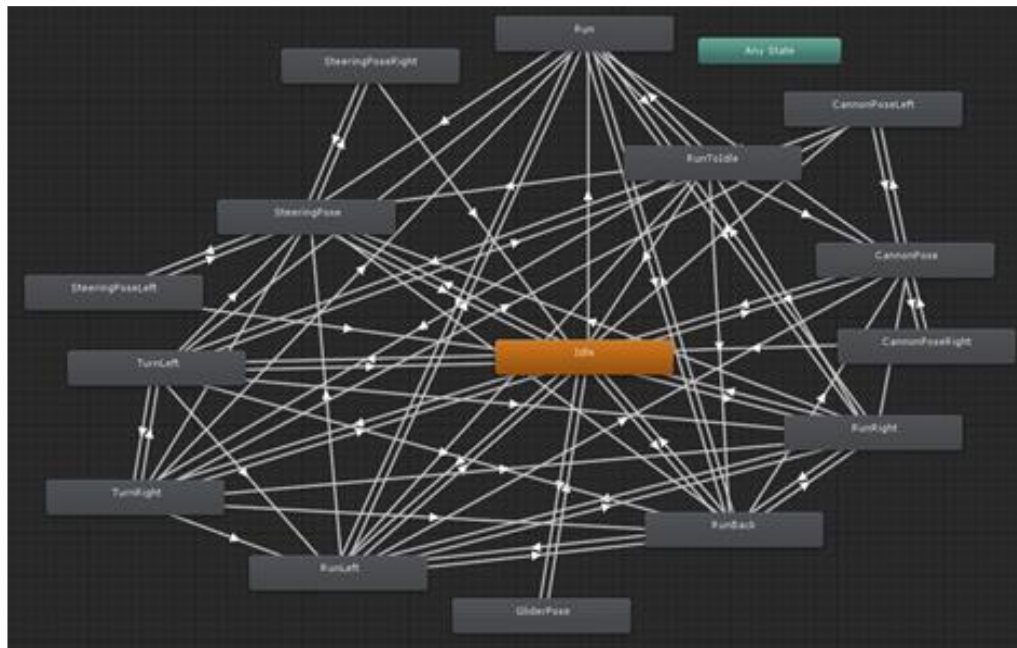 Run
Any State
SteeringPoseRight
CannonPoseLeft
RunToIdle
SteeringPose
CannonPose
SteeringPoseLeft
CannonPoseRight
Idle
TurnLeft
RunRight
TurnRight
RunBack
RunLeft
GliderPose